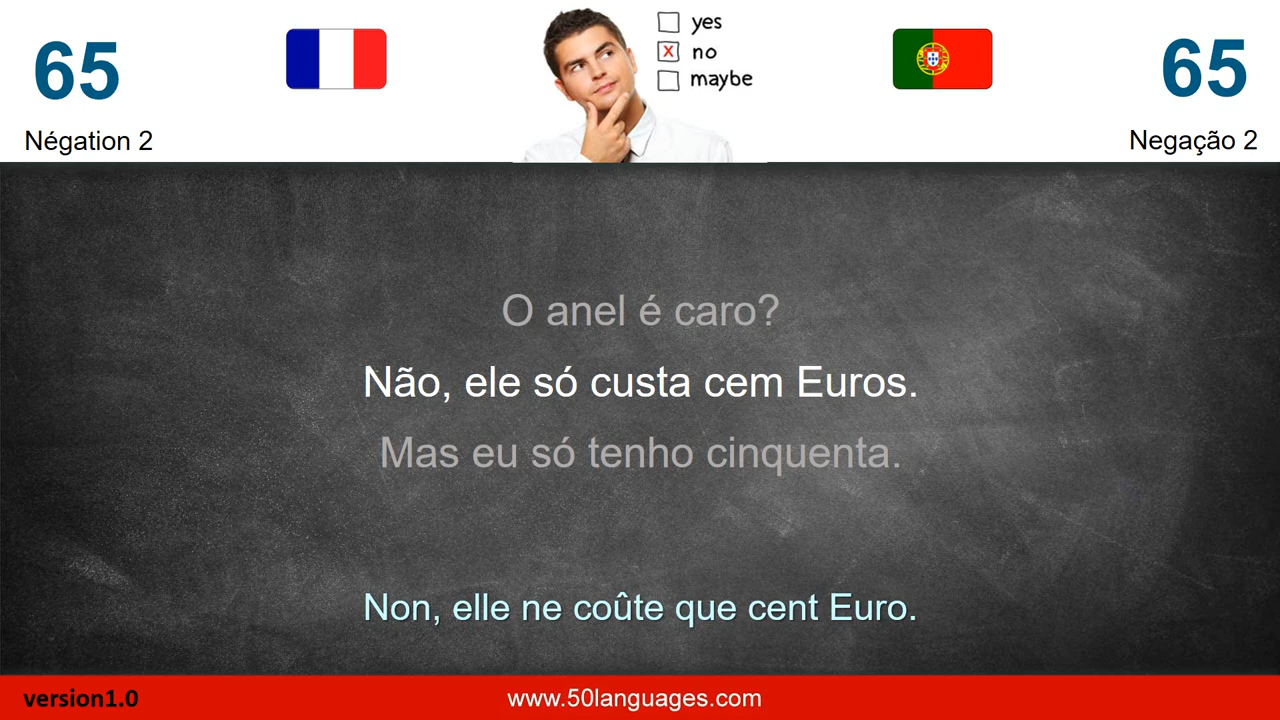 65
yes
no
maybe
65
Négation 2
Negação 2
O anel é caro?
Não, ele só custa cem Euros.
Mas eu só tenho cinquenta.
Non, elle ne coûte que cent Euro.
version1.0
www.50languages.com